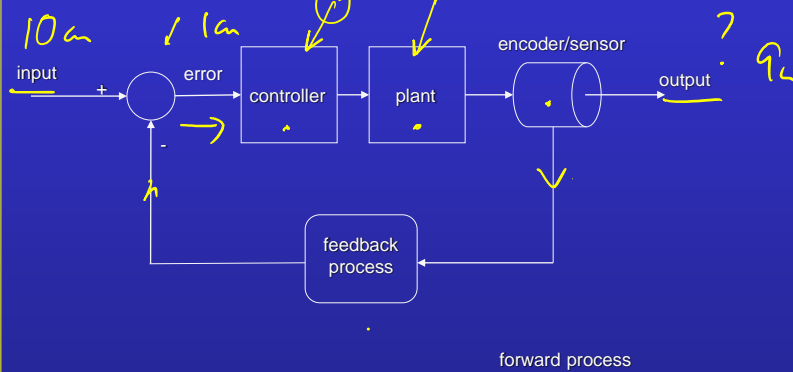 10 cm
1 cm
?
encoder/sensor
input
+
error
controller
plant
output
-
feedback
process
forward process